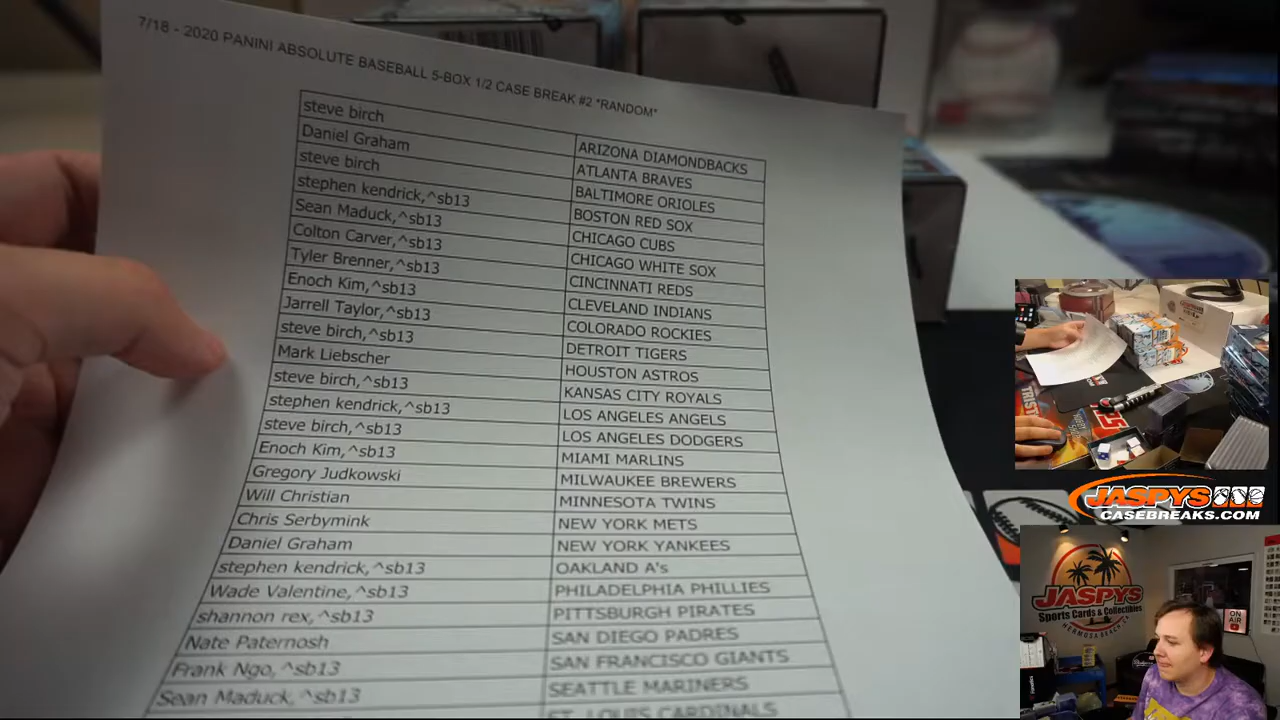 7/18 - 2020 PANINI ABSOLUTE BASEBALL 5-BOX 1/2 CASE BREAK #2 *RANDOM*
steve birch ARIZONA DIAMONDBACKS
Daniel Graham ATLANTA BRAVES
steve birch BALTIMORE ORIOLES
stephen kendrick,^sb13 BOSTON RED SOX
Sean Maduck,^sb13 CHICAGO CUBS
Colton Carver,^sb13 CHICAGO WHITE SOX
Tyler Brenner,^sb13 CINCINNATI REDS
Enoch Kim,^sb13 CLEVELAND INDIANS
Jarrell Taylor,^sb13 COLORADO ROCKIES
steve birch,^sb13 DETROIT TIGERS
Mark Liebscher HOUSTON ASTROS
steve birch,^sb13 KANSAS CITY ROYALS
stephen kendrick,^sb13 LOS ANGELES ANGELS
steve birch,^sb13 LOS ANGELES DODGERS
Enoch Kim,^sb13 MIAMI MARLINS
Gregory Judkowski MILWAUKEE BREWERS
Will Christian MINNESOTA TWINS
Chris Serbymink NEW YORK METS
Daniel Graham NEW YORK YANKEES
stephen kendrick,^sb13 OAKLAND A's
Wade Valentine,^sb13 PHILADELPHIA PHILLIES
shannon rex,^sb13 PITTSBURGH PIRATES
Nate Paternosh SAN DIEGO PADRES
Frank Ngo,^sb13 SAN FRANCISCO GIANTS
Sean Maduck,^sb13 SEATTLE MARINERS
ST. LOUIS CARDINALS
JASPYS
CASEBREAKS.COM
JASPYS
Sports Cards & Collectibles
HERMOSA BEACH, CA
ON AIR